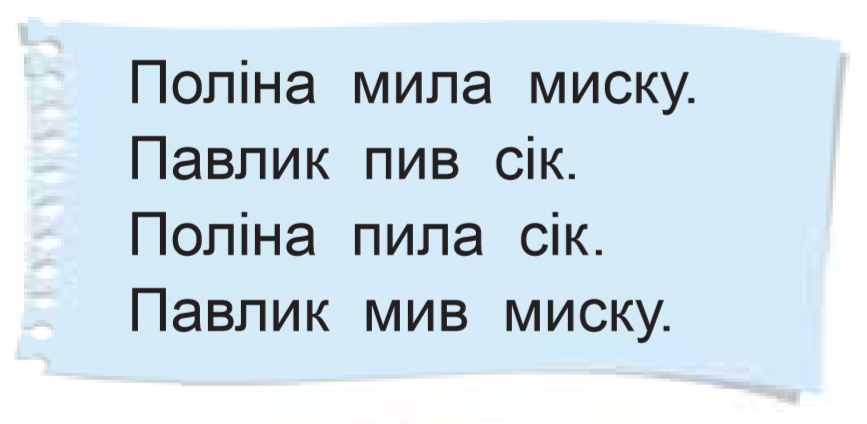 Поліна мила миску.
Павлик пив сік.
Поліна пила сік.
Павлик мив миску.